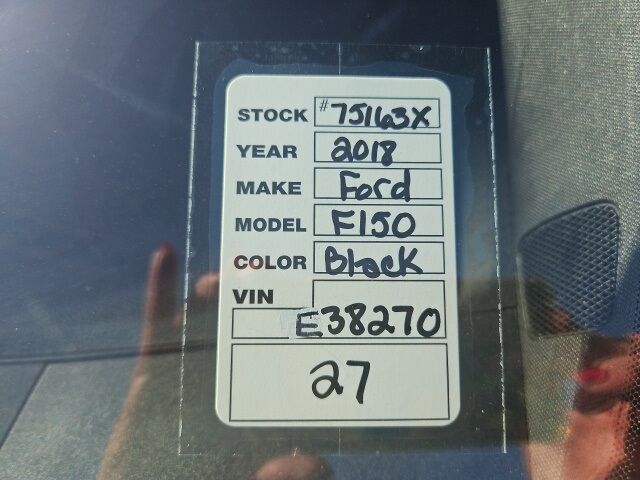 STOCK #75163X
YEAR 2018
MAKE Ford
MODEL F150
COLOR Black
VIN
E38270
27